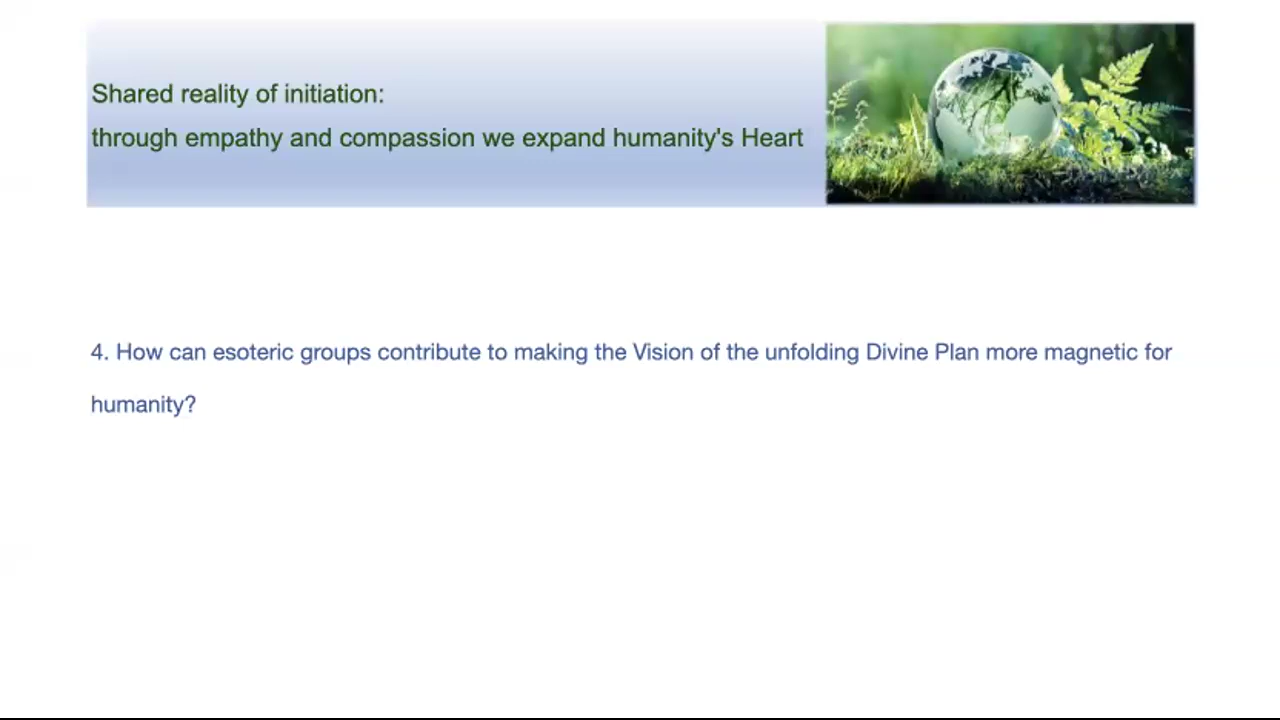 Shared reality of initiation:
through empathy and compassion we expand humanity's Heart
4. How can esoteric groups contribute to making the Vision of the unfolding Divine Plan more magnetic for
humanity?